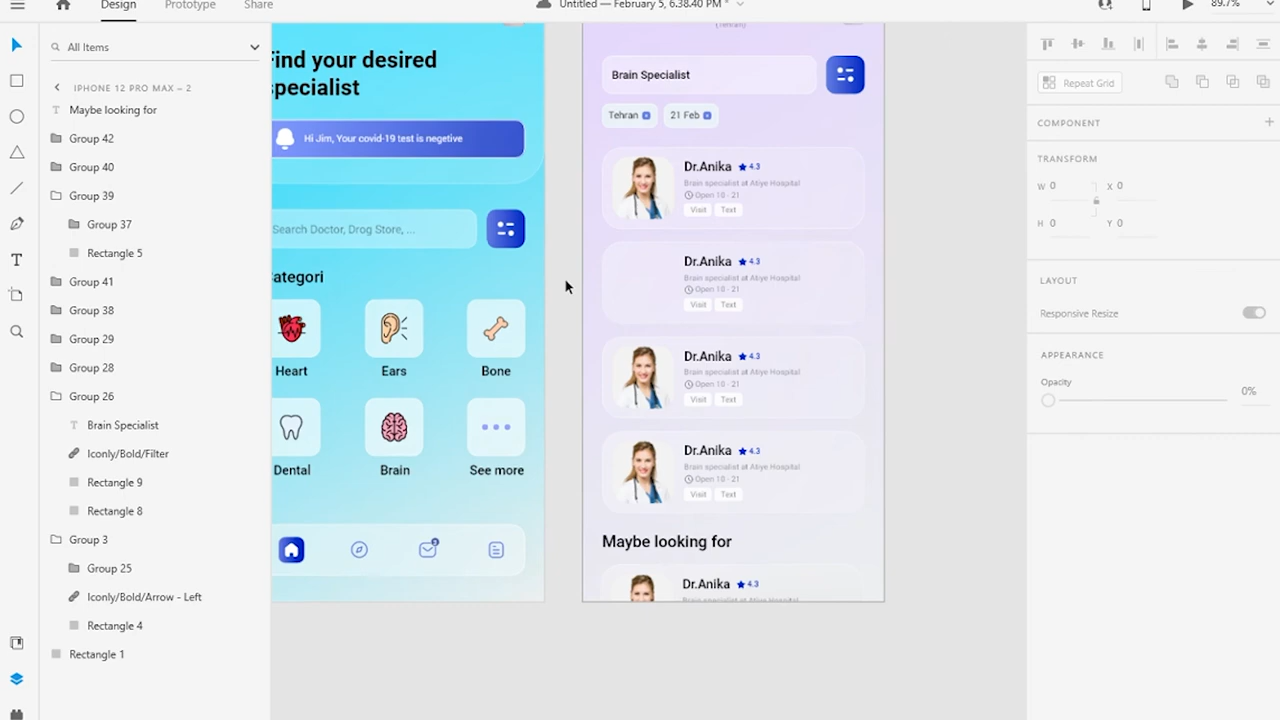 Design
Prototype
Share
Untitled — February 5, 6.38.40 PM *
89.7%
All Items
IPHONE 12 PRO MAX – 2
Maybe looking for
Group 42
Group 40
Group 39
Group 37
Rectangle 5
Group 41
Group 38
Group 29
Group 28
Group 26
Brain Specialist
Iconly/Bold/Filter
Rectangle 9
Rectangle 8
Group 3
Group 25
Iconly/Bold/Arrow - Left
Rectangle 4
Rectangle 1
Find your desired
specialist
Hi Jim, Your covid-19 test is negetive
Search Doctor, Drog Store, ...
ategori
Heart
Ears
Bone
Dental
Brain
See more
(Tehran)
Brain Specialist
Tehran
21 Feb
Dr.Anika
4.3
Brain specialist at Atiye Hospital
Open 10 - 21
Visit
Text
Dr.Anika
4.3
Brain specialist at Atiye Hospital
Open 10 - 21
Visit
Text
Dr.Anika
4.3
Brain specialist at Atiye Hospital
Open 10 - 21
Visit
Text
Dr.Anika
4.3
Brain specialist at Atiye Hospital
Open 10 - 21
Visit
Text
Maybe looking for
Dr.Anika
4.3
Brain specialist at Atiye Hospital
Repeat Grid
COMPONENT
TRANSFORM
W 0
X 0
H 0
Y 0
LAYOUT
Responsive Resize
APPEARANCE
Opacity
0%